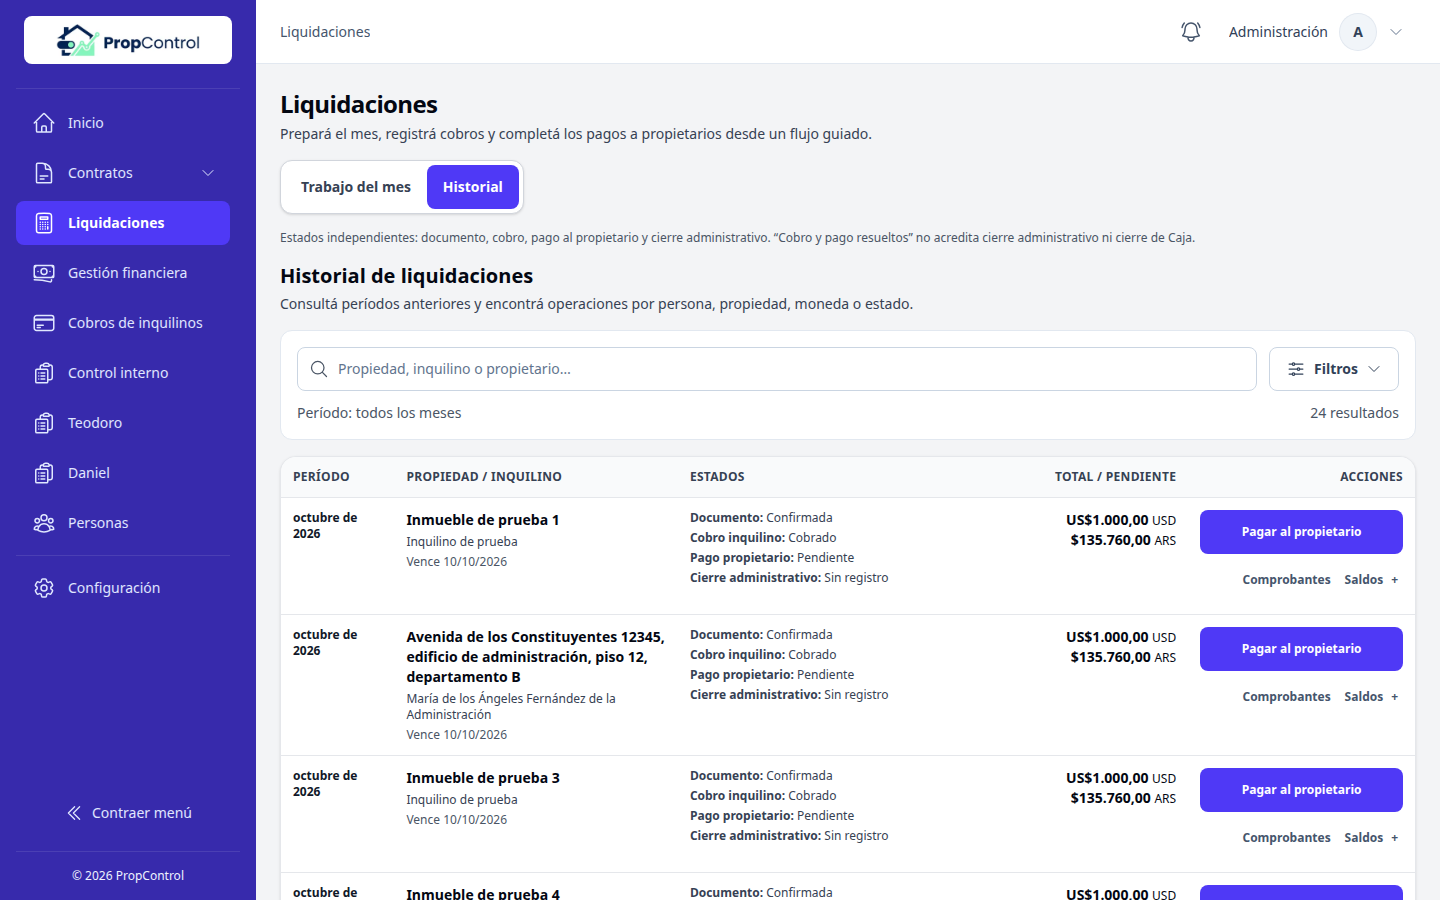 PropControl
Inicio
Contratos
Liquidaciones
Gestión financiera
Cobros de inquilinos
Control interno
Teodoro
Daniel
Personas
Configuración
Contraer menú
© 2026 PropControl
Liquidaciones
Administración
A
Liquidaciones
Prepará el mes, registrá cobros y completá los pagos a propietarios desde un flujo guiado.
Trabajo del mes
Historial
Estados independientes: documento, cobro, pago al propietario y cierre administrativo. “Cobro y pago resueltos” no acredita cierre administrativo ni cierre de Caja.
Historial de liquidaciones
Consultá períodos anteriores y encontrá operaciones por persona, propiedad, moneda o estado.
Propiedad, inquilino o propietario...
Filtros
Período: todos los meses
24 resultados
PERÍODO
PROPIEDAD / INQUILINO
ESTADOS
TOTAL / PENDIENTE
ACCIONES
octubre de
2026
Inmueble de prueba 1
Inquilino de prueba
Vence 10/10/2026
Documento: Confirmada
Cobro inquilino: Cobrado
Pago propietario: Pendiente
Cierre administrativo: Sin registro
US$1.000,00 USD
$135.760,00 ARS
Pagar al propietario
Comprobantes
Saldos +
octubre de
2026
Avenida de los Constituyentes 12345,
edificio de administración, piso 12,
departamento B
María de los Ángeles Fernández de la
Administración
Vence 10/10/2026
Documento: Confirmada
Cobro inquilino: Cobrado
Pago propietario: Pendiente
Cierre administrativo: Sin registro
US$1.000,00 USD
$135.760,00 ARS
Pagar al propietario
Comprobantes
Saldos +
octubre de
2026
Inmueble de prueba 3
Inquilino de prueba
Vence 10/10/2026
Documento: Confirmada
Cobro inquilino: Cobrado
Pago propietario: Pendiente
Cierre administrativo: Sin registro
US$1.000,00 USD
$135.760,00 ARS
Pagar al propietario
Comprobantes
Saldos +
octubre de
Inmueble de prueba 4
Documento: Confirmada
US$1.000,00 USD